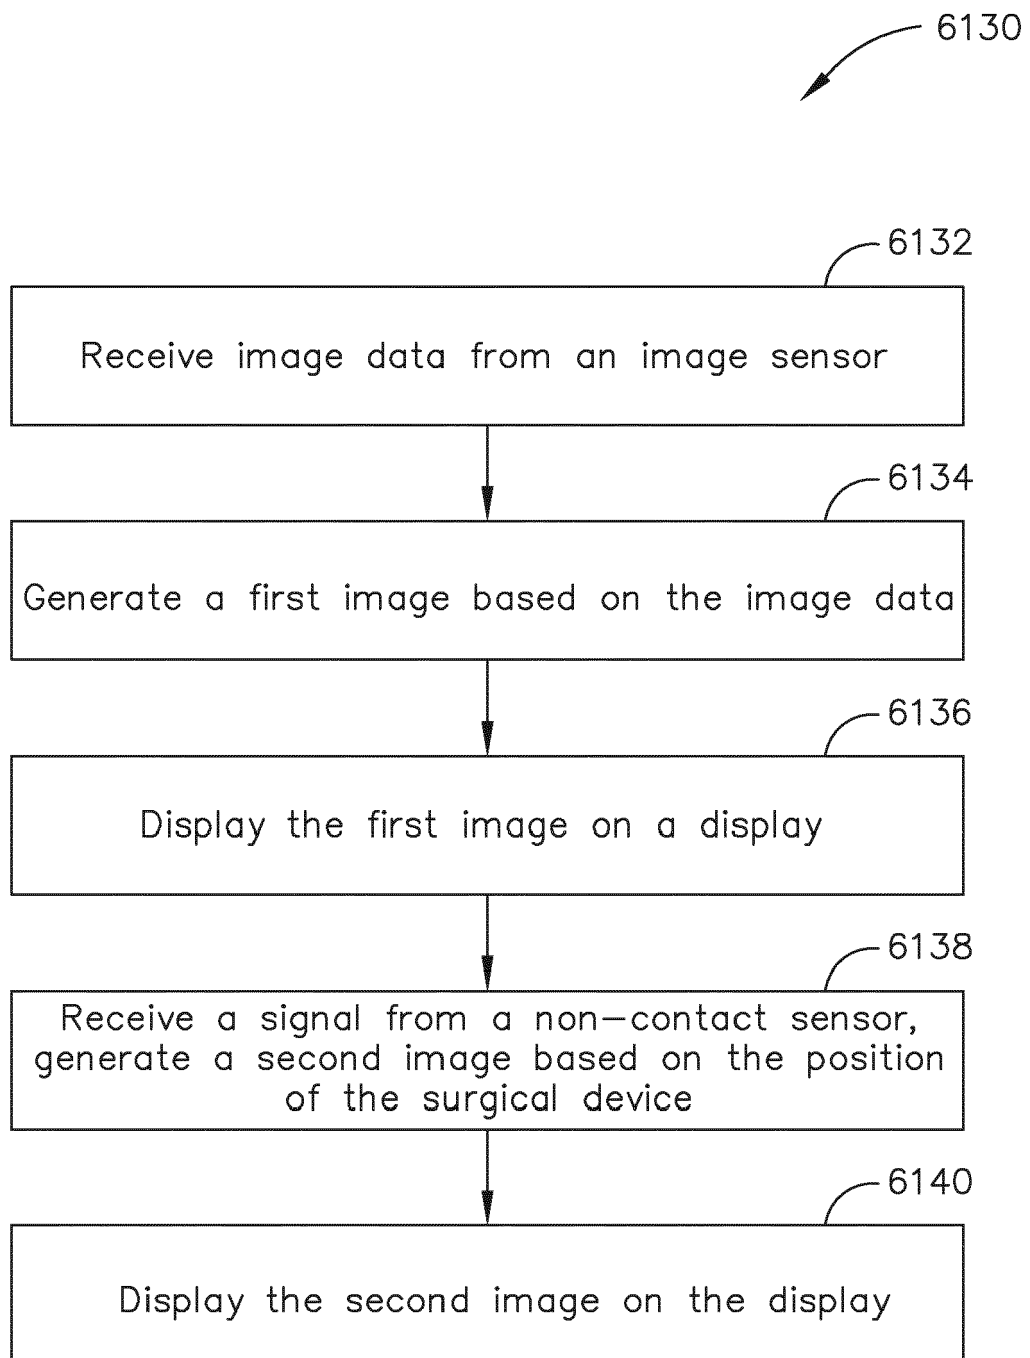 6130
6132
Receive image data from an image sensor
6134
Generate a first image based on the image data
6136
Display the first image on a display
6138
Receive a signal from a non-contact sensor,
generate a second image based on the position
of the surgical device
6140
Display the second image on the display